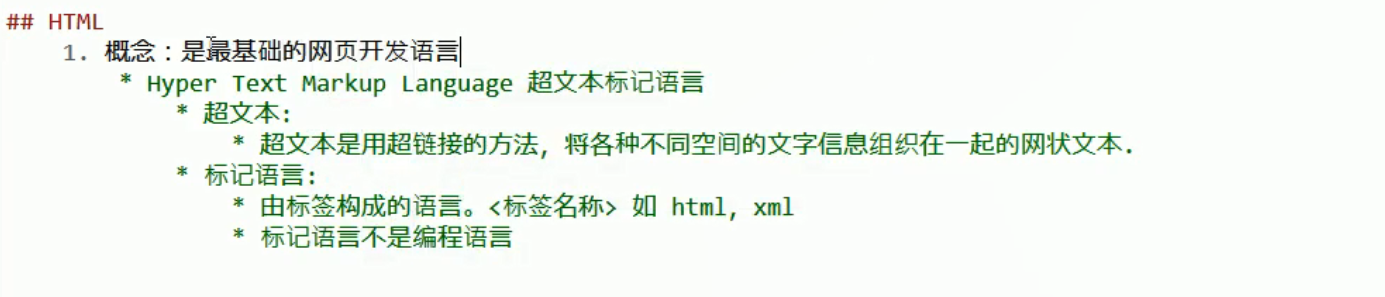 ## HTML
1. 概念：是最基础的网页开发语言
* Hyper Text Markup Language 超文本标记语言
* 超文本:
* 超文本是用超链接的方法，将各种不同空间的文字信息组织在一起的网状文本.
* 标记语言:
* 由标签构成的语言。<标签名称> 如 html, xml
* 标记语言不是编程语言